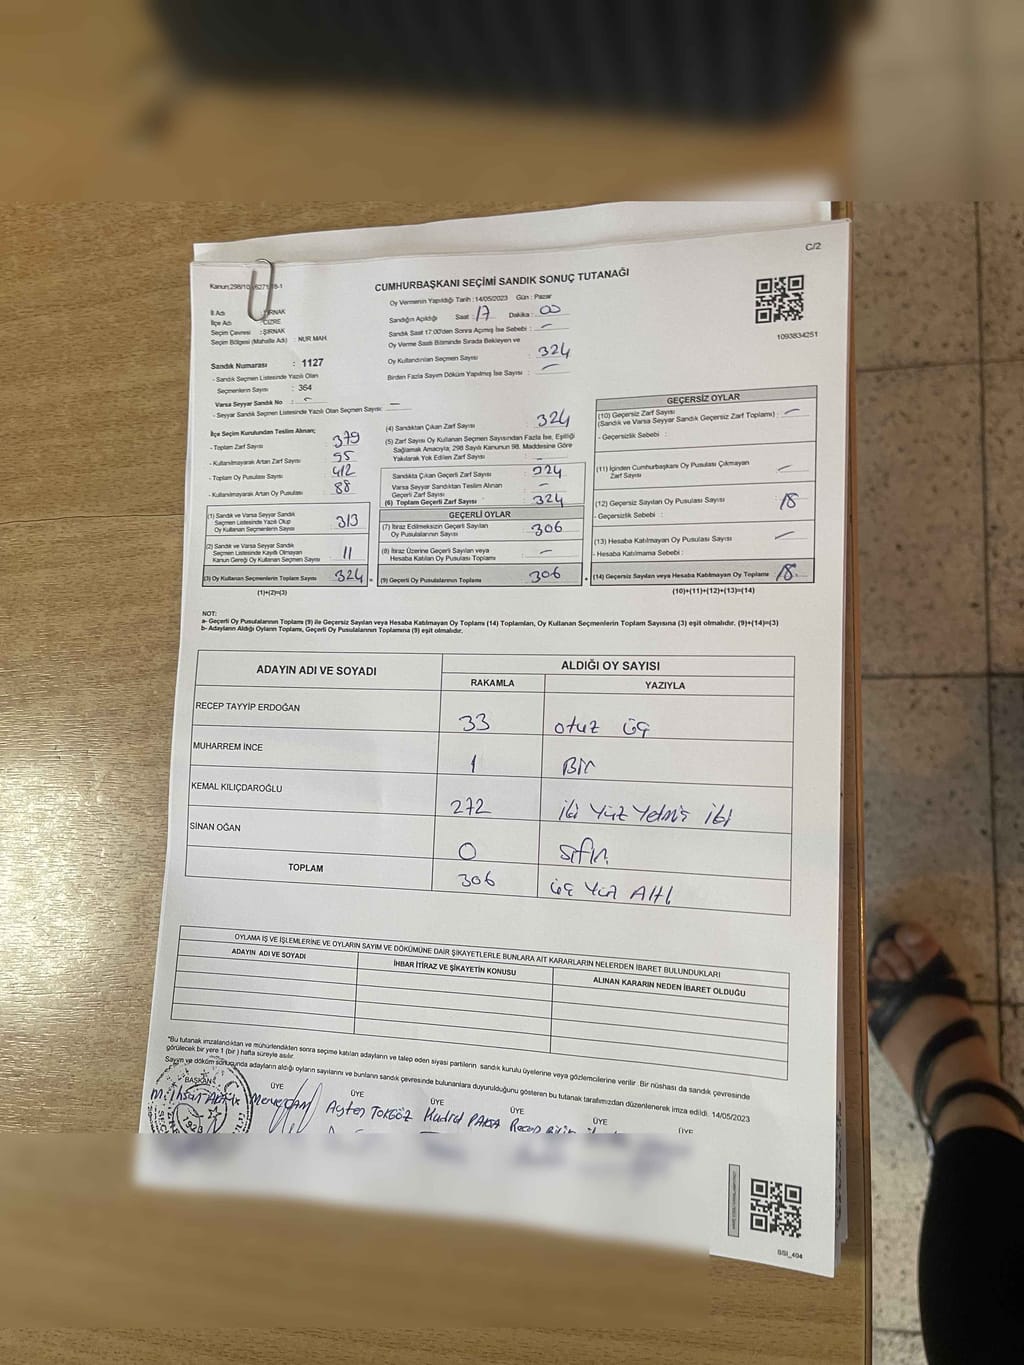 C/2
CUMHURBAŞKANI SEÇİMİ SANDIK SONUÇ TUTANAĞI
İl Adı : ŞIRNAK
İlçe Adı : CİZRE
Seçim Çevresi : ŞIRNAK
Seçim Bölgesi (Mahalle Adı) : NUR MAH.
Oy Vermenin Yapıldığı Tarih : 14/05/2023 Gün : Pazar
Sandığın Açıldığı Saat : 17 Dakika : 00
Sandık Saat 17:00'den Sonra Açılmış İse Sebebi : –
Oy Verme Saati Bitiminde Sırada Bekleyen ve
Oy Kullandırılan Seçmen Sayısı : 324
Birden Fazla Sayım Döküm Yapılmış İse Sayısı : –
1093834251
Sandık Numarası : 1127
- Sandık Seçmen Listesinde Yazılı Olan
Seçmenlerin Sayısı : 364
Varsa Seyyar Sandık No : –
- Seyyar Sandık Seçmen Listesinde Yazılı Olan Seçmen Sayısı: –
İlçe Seçim Kurulundan Teslim Alınan;
- Toplam Zarf Sayısı : 379
- Kullanılmayarak Artan Zarf Sayısı : 55
- Toplam Oy Pusulası Sayısı : 412
- Kullanılmayarak Artan Oy Pusulası : 88
(1) Sandık ve Varsa Seyyar Sandık
Seçmen Listesinde Yazılı Olup
Oy Kullanan Seçmenlerin Sayısı : 313
(2) Sandık ve Varsa Seyyar Sandık
Seçmen Listesinde Kayıtlı Olmayan
Kanun Gereği Oy Kullanan Seçmen Sayısı : 11
(3) Oy Kullanan Seçmenlerin Toplam Sayısı 324
(1)+(2)=(3)
(4) Sandıktan Çıkan Zarf Sayısı : 324
(5) Zarf Sayısı Oy Kullanan Seçmen Sayısından Fazla İse, Eşitliği
Sağlamak Amacıyla; 298 Sayılı Kanunun 98. Maddesine Göre
Yakılarak Yok Edilen Zarf Sayısı : –
Sandıkta Çıkan Geçerli Zarf Sayısı : 324
Varsa Seyyar Sandıktan Teslim Alınan
Geçerli Zarf Sayısı : –
(6) Toplam Geçerli Zarf Sayısı : 324
GEÇERLİ OYLAR
(7) İtiraz Edilmeksizin Geçerli Sayılan
Oy Pusulalarının Sayısı : 306
(8) İtiraz Üzerine Geçerli Sayılan veya
Hesaba Katılan Oy Pusulası Toplamı : –
(9) Geçerli Oy Pusulalarının Toplamı : 306
GEÇERSİZ OYLAR
(10) Geçersiz Zarf Sayısı
(Sandık ve Varsa Seyyar Sandık Geçersiz Zarf Toplamı) : –
- Geçersizlik Sebebi :
(11) İçinden Cumhurbaşkanı Oy Pusulası Çıkmayan
Zarf Sayısı : –
(12) Geçersiz Sayılan Oy Pusulası Sayısı : 18
- Geçersizlik Sebebi :
(13) Hesaba Katılmayan Oy Pusulası Sayısı : –
- Hesaba Katılmama Sebebi :
(14) Geçersiz Sayılan veya Hesaba Katılmayan Oy Toplamı : 18
(10)+(11)+(12)+(13)=(14)
NOT:
a- Geçerli Oy Pusulalarının Toplamı (9) ile Geçersiz Sayılan veya Hesaba Katılmayan Oy Toplamı (14) Toplamları, Oy Kullanan Seçmenlerin Toplam Sayısına (3) eşit olmalıdır. (9)+(14)=(3)
b- Adayların Aldığı Oyların Toplamı, Geçerli Oy Pusulalarının Toplamına (9) eşit olmalıdır.
ADAYIN ADI VE SOYADI ALDIĞI OY SAYISI
RAKAMLA YAZIYLA
RECEP TAYYİP ERDOĞAN 33 otuz üç
MUHARREM İNCE 1 Bir
KEMAL KILIÇDAROĞLU 272 iki yüz yetmiş iki
SİNAN OĞAN 0 sıfır
TOPLAM 306 üç yüz Altı
OYLAMA İŞ VE İŞLEMLERİNE VE OYLARIN SAYIM VE DÖKÜMÜNE DAİR ŞİKAYETLERLE BUNLARA AİT KARARLARIN NELERDEN İBARET BULUNDUKLARI
ADAYIN ADI VE SOYADI İHBAR İTİRAZ VE ŞİKAYETİN KONUSU ALINAN KARARIN NEDEN İBARET OLDUĞU
*Bu tutanak imzalandıktan ve mühürlendikten sonra seçime katılan adayların ve talep eden siyasi partilerin sandık kurulu üyelerine veya gözlemcilerine verilir. Bir nüshası da sandık çevresinde
görülecek bir yere 1 (bir) hafta süreyle asılır.
Sayım ve döküm sonucunda adayların aldığı oyların sayılarını ve bunların sandık çevresinde bulunanlara duyurulduğunu gösteren bu tutanak tarafımızdan düzenlenerek imza edildi. 14/05/2023
BAŞKAN ÜYE ÜYE ÜYE ÜYE ÜYE ÜYE
Ayten TOKGÖZ
SSI_404